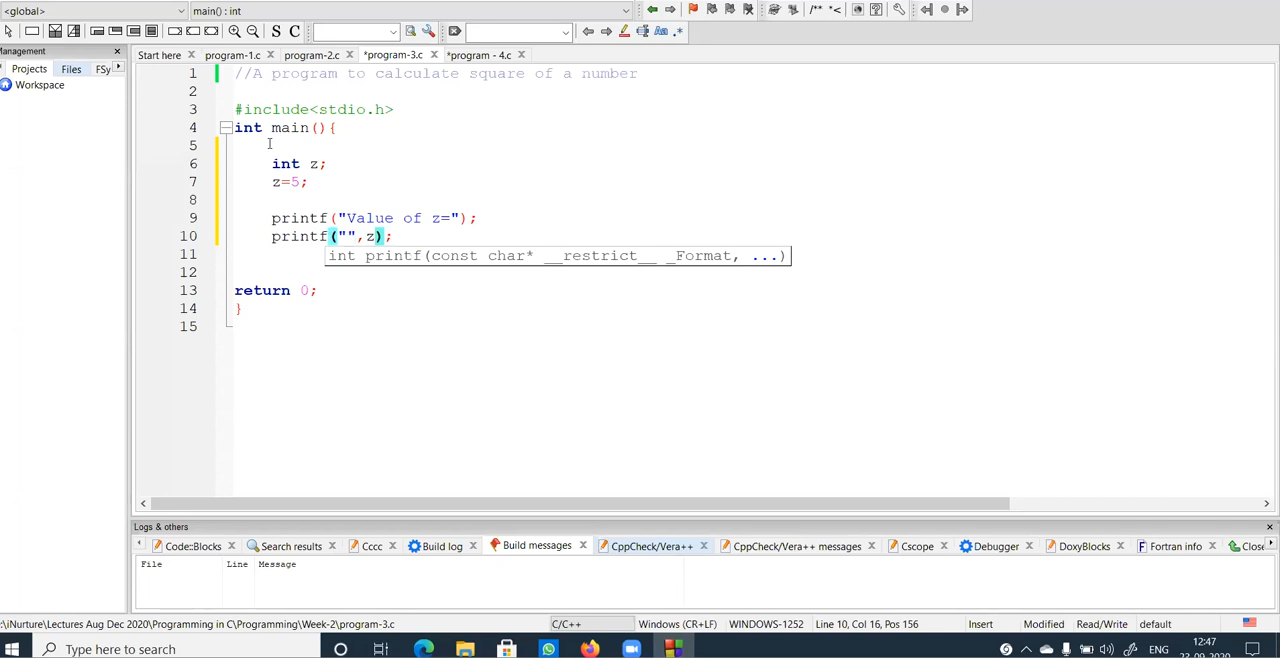 <global> main() : int
/** *<
S C
Aa .*
Management
Start here program-1.c program-2.c *program-3.c *program - 4.c
Projects Files FSy
Workspace
1 //A program to calculate square of a number
2
3 #include<stdio.h>
4 int main(){
5
6 int z;
7 z=5;
8
9 printf("Value of z=");
10 printf("",z);
11 int printf(const char* __restrict__ _Format, ...)
12
13 return 0;
14 }
15
Logs & others
Code::Blocks Search results Cccc Build log Build messages CppCheck/Vera++ CppCheck/Vera++ messages Cscope Debugger DoxyBlocks Fortran info Close
File Line Message
:\iNurture\Lectures Aug Dec 2020\Programming in C\Programming\Week-2\program-3.c C/C++ Windows (CR+LF) WINDOWS-1252 Line 10, Col 16, Pos 156 Insert Modified Read/Write default
Type here to search ENG 12:47
23-09-2020